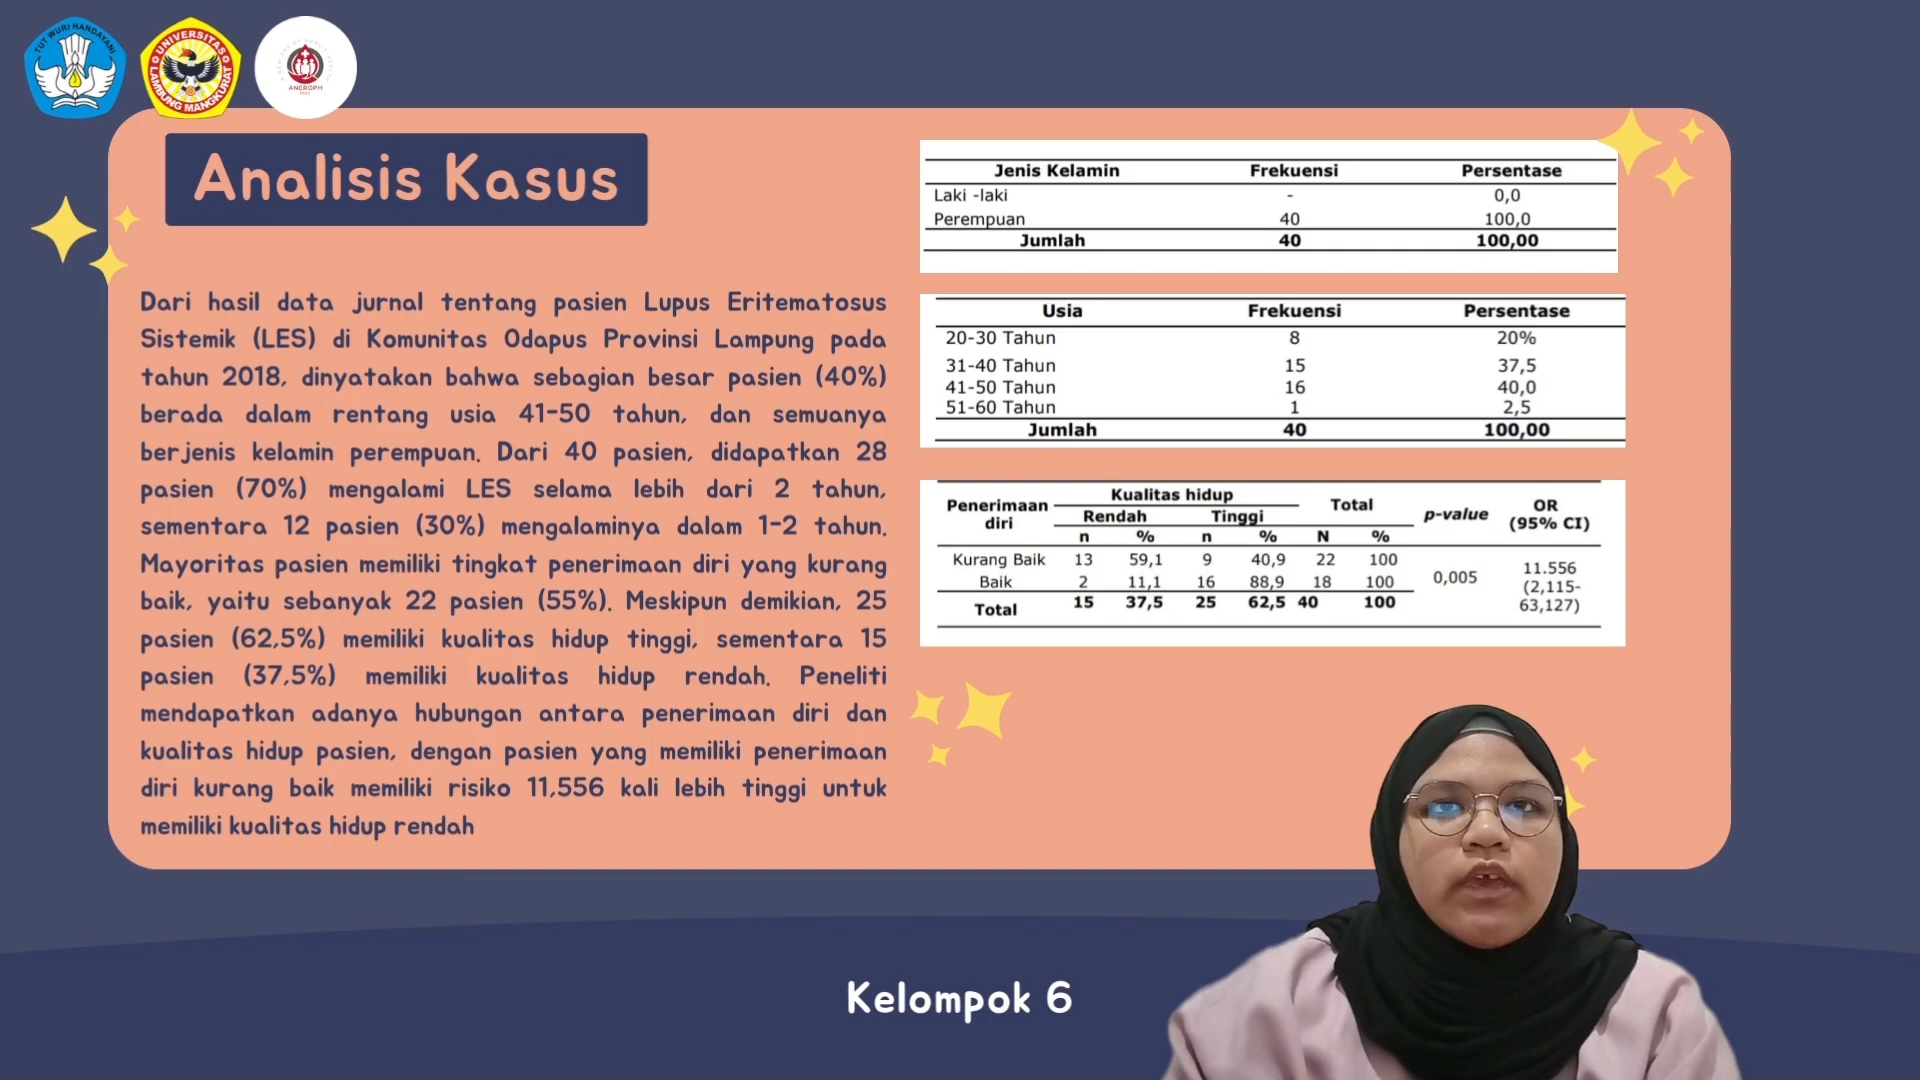 TUT WURI HANDAYANI
UNIVERSITAS
LAMBUNG MANGKURAT
ANEROPH
Analisis Kasus
Dari hasil data jurnal tentang pasien Lupus Eritematosus
Sistemik (LES) di Komunitas Odapus Provinsi Lampung pada
tahun 2018, dinyatakan bahwa sebagian besar pasien (40%)
berada dalam rentang usia 41-50 tahun, dan semuanya
berjenis kelamin perempuan. Dari 40 pasien, didapatkan 28
pasien (70%) mengalami LES selama lebih dari 2 tahun,
sementara 12 pasien (30%) mengalaminya dalam 1-2 tahun.
Mayoritas pasien memiliki tingkat penerimaan diri yang kurang
baik, yaitu sebanyak 22 pasien (55%). Meskipun demikian, 25
pasien (62,5%) memiliki kualitas hidup tinggi, sementara 15
pasien (37,5%) memiliki kualitas hidup rendah. Peneliti
mendapatkan adanya hubungan antara penerimaan diri dan
kualitas hidup pasien, dengan pasien yang memiliki penerimaan
diri kurang baik memiliki risiko 11,556 kali lebih tinggi untuk
memiliki kualitas hidup rendah
Jenis Kelamin Frekuensi Persentase
Laki -laki - 0,0
Perempuan 40 100,0
Jumlah 40 100,00
Usia Frekuensi Persentase
20-30 Tahun 8 20%
31-40 Tahun 15 37,5
41-50 Tahun 16 40,0
51-60 Tahun 1 2,5
Jumlah 40 100,00
Penerimaan diri Kualitas hidup Total p-value OR (95% CI)
Rendah Tinggi
n % n % N %
Kurang Baik 13 59,1 9 40,9 22 100 0,005 11.556 (2,115-63,127)
Baik 2 11,1 16 88,9 18 100
Total 15 37,5 25 62,5 40 100
Kelompok 6